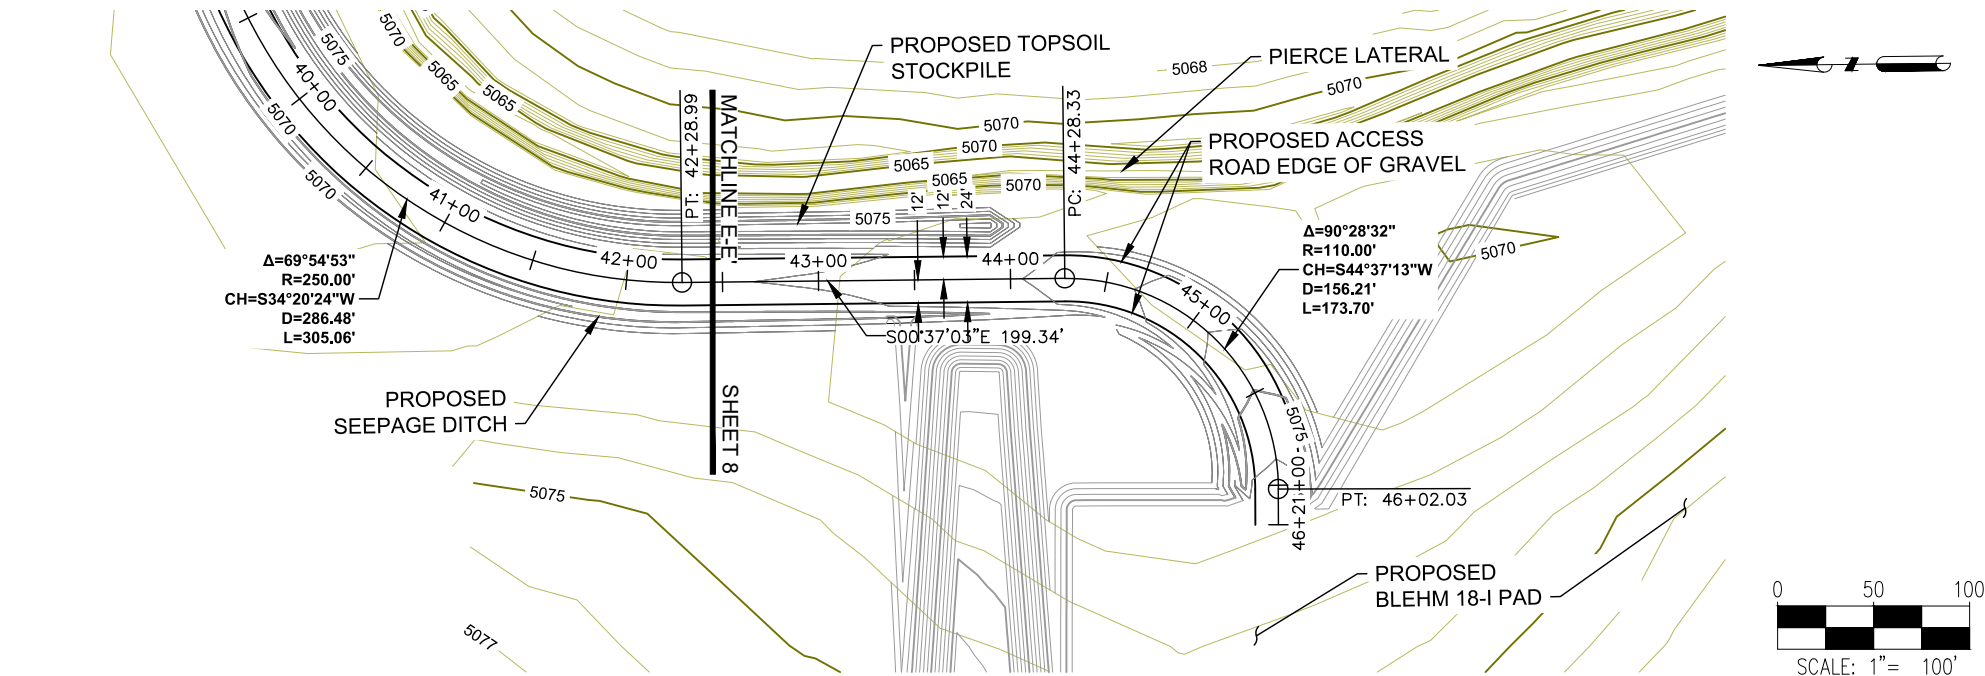 PROPOSED TOPSOIL
STOCKPILE
PIERCE LATERAL
5068
5070
5070
5065
5065
5075
5070
5070
5065
5065
5070
5075
5070
5070
40+00
41+00
42+00
43+00
44+00
45+00
46+21+00
PT: 42+28.99
MATCHLINE E-E'
SHEET 8
PC: 44+28.33
12'
12'
24'
PROPOSED ACCESS
ROAD EDGE OF GRAVEL
Δ=69°54'53"
R=250.00'
CH=S34°20'24"W
D=286.48'
L=305.06'
Δ=90°28'32"
R=110.00'
CH=S44°37'13"W
D=156.21'
L=173.70'
5070
S00°37'03"E 199.34'
PROPOSED
SEEPAGE DITCH
5075
5075
PT: 46+02.03
5077
PROPOSED
BLEHM 18-I PAD
0 50 100
SCALE: 1"= 100'